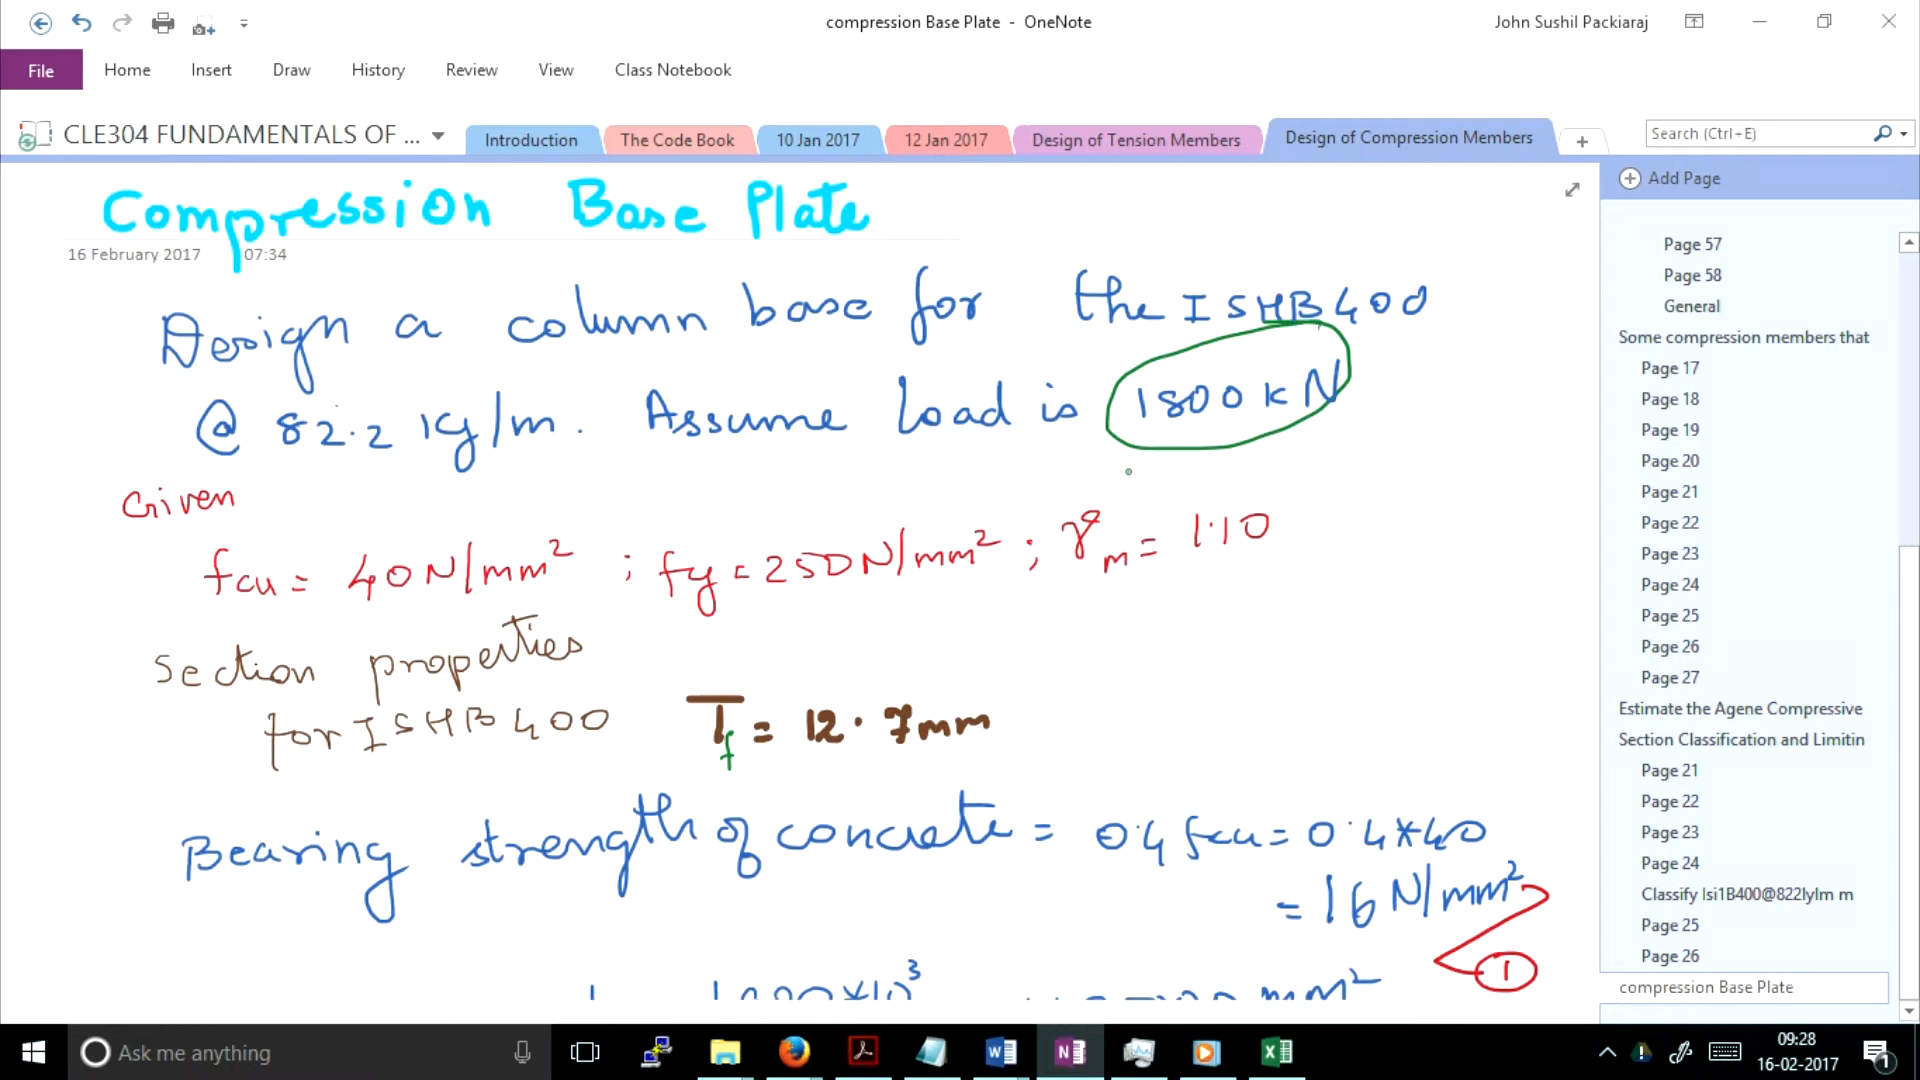 compression Base Plate - OneNote
John Sushil Packiaraj
File
Home
Insert
Draw
History
Review
View
Class Notebook
CLE304 FUNDAMENTALS OF ...
Introduction
The Code Book
10 Jan 2017
12 Jan 2017
Design of Tension Members
Design of Compression Members
Search (Ctrl+E)
Compression Base Plate
16 February 2017 07:34
Design a column base for the ISHB400
@ 82.2 kg/m. Assume Load is 1800 kN
Given
fcu = 40 N/mm² ; fy = 250 N/mm² ; γm = 1.10
Section properties
for ISHB 400 Tf = 12.7mm
Bearing strength of concrete = 0.4 fcu = 0.4*40
= 16 N/mm²
1
Add Page
Page 57
Page 58
General
Some compression members that
Page 17
Page 18
Page 19
Page 20
Page 21
Page 22
Page 23
Page 24
Page 25
Page 26
Page 27
Estimate the Agene Compressive
Section Classification and Limitin
Page 21
Page 22
Page 23
Page 24
Classify Isi1B400@822lylm m
Page 25
Page 26
compression Base Plate
Ask me anything
09:28
16-02-2017
1